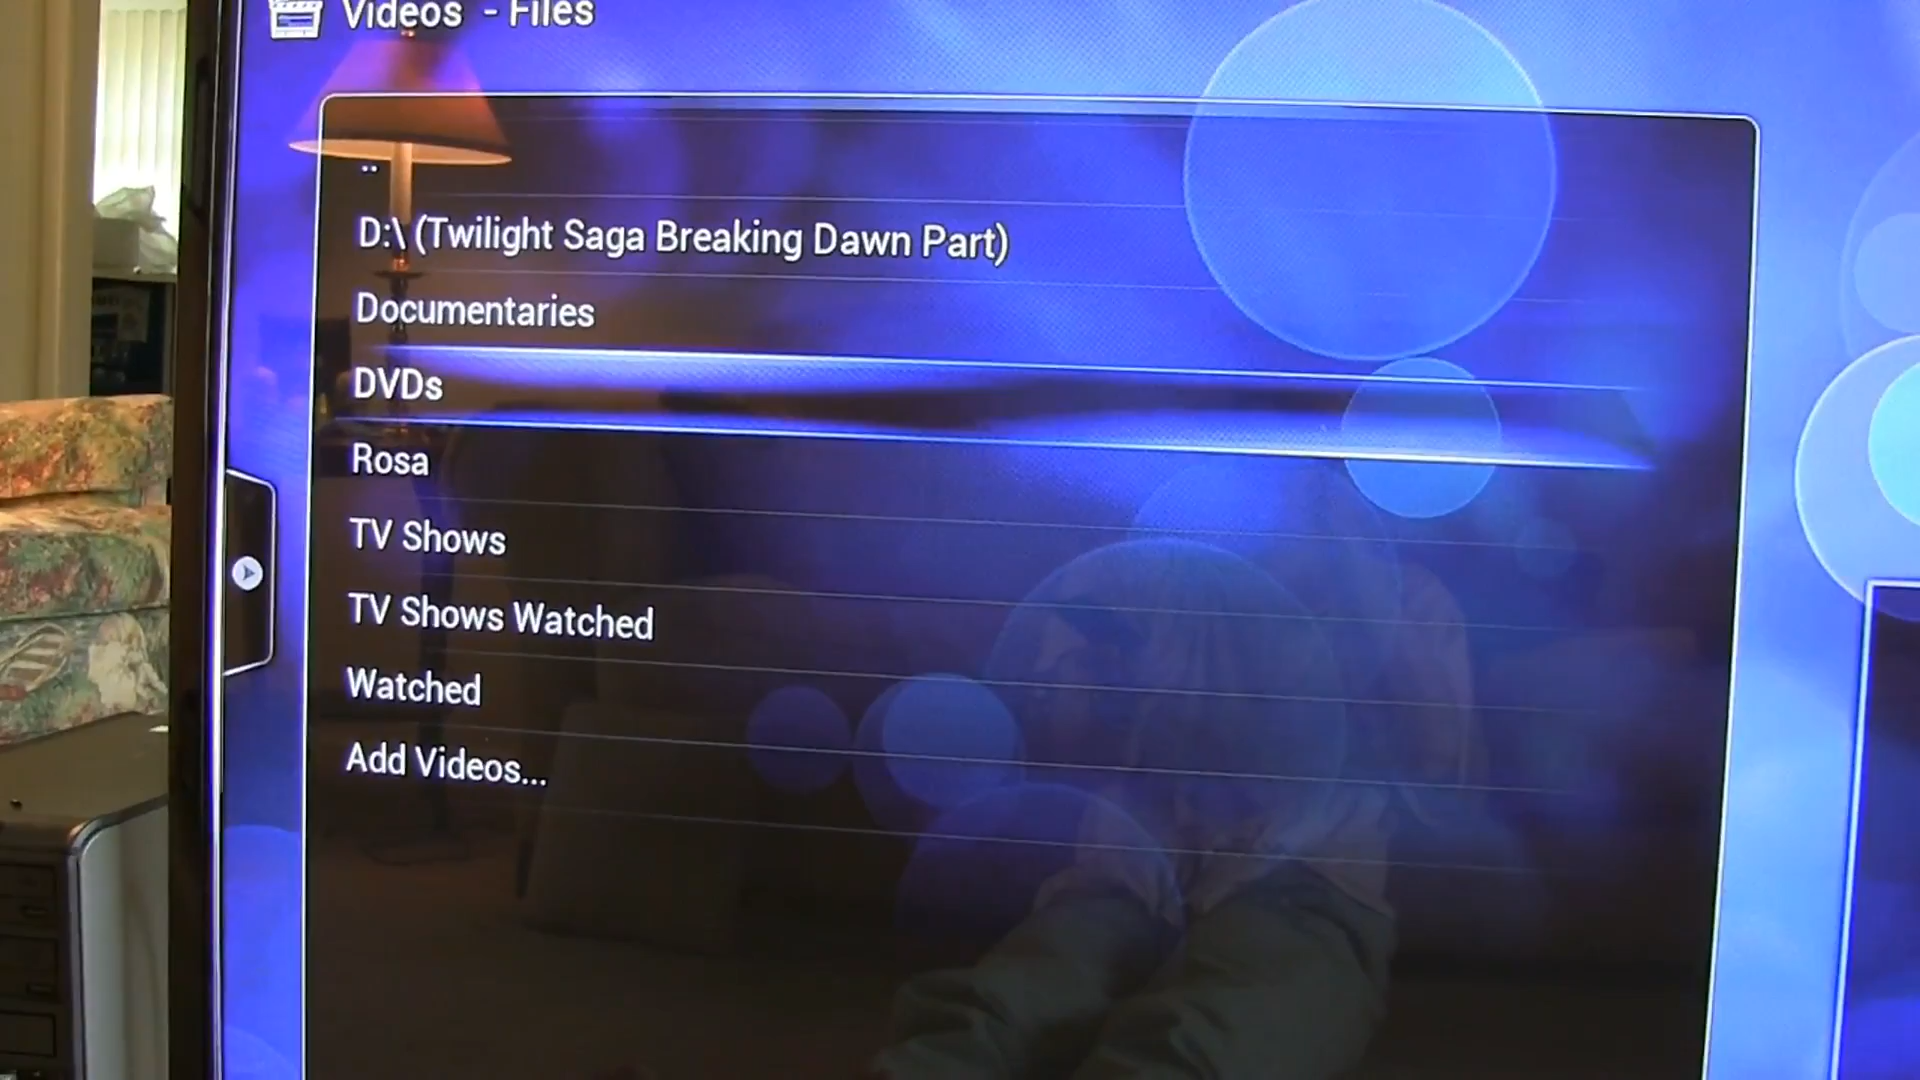 Videos - Files
..
D:\ (Twilight Saga Breaking Dawn Part)
Documentaries
DVDs
Rosa
TV Shows
TV Shows Watched
Watched
Add Videos...